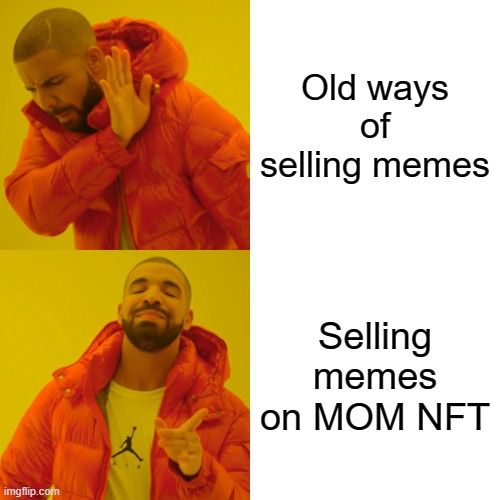 Old ways
of
selling memes
Selling
memes
on MOM NFT
imgflip.com